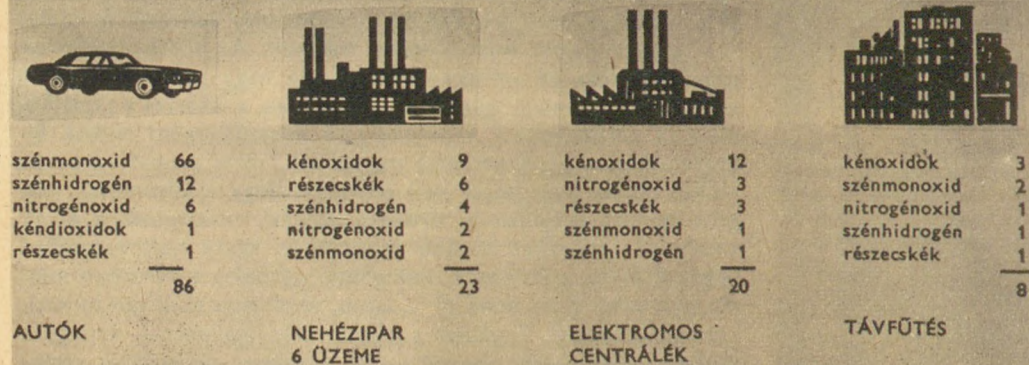 szénmonoxid 66
szénhidrogén 12
nitrogénoxid 6
kéndioxidok 1
részecskék 1
86
AUTÓK
kénoxidok 9
részecskék 6
szénhidrogén 4
nitrogénoxid 2
szénmonoxid 2
23
NEHÉZIPAR
6 ÜZEME
kénoxidok 12
nitrogénoxid 3
részecskék 3
szénmonoxid 1
szénhidrogén 1
20
ELEKTROMOS
CENTRÁLÉK
kénoxidok 3
szénmonoxid 2
nitrogénoxid 1
szénhidrogén 1
részecskék 1
8
TÁVFŰTÉS